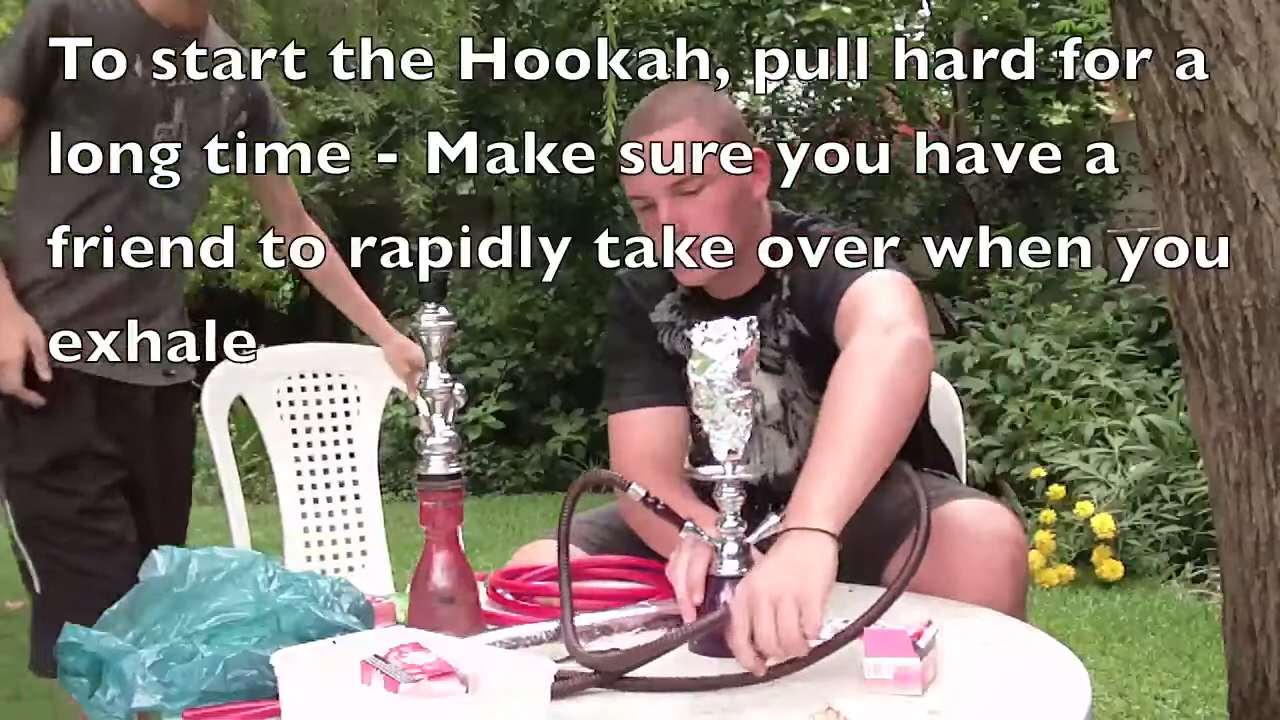 To start the Hookah, pull hard for a
long time - Make sure you have a
friend to rapidly take over when you
exhale